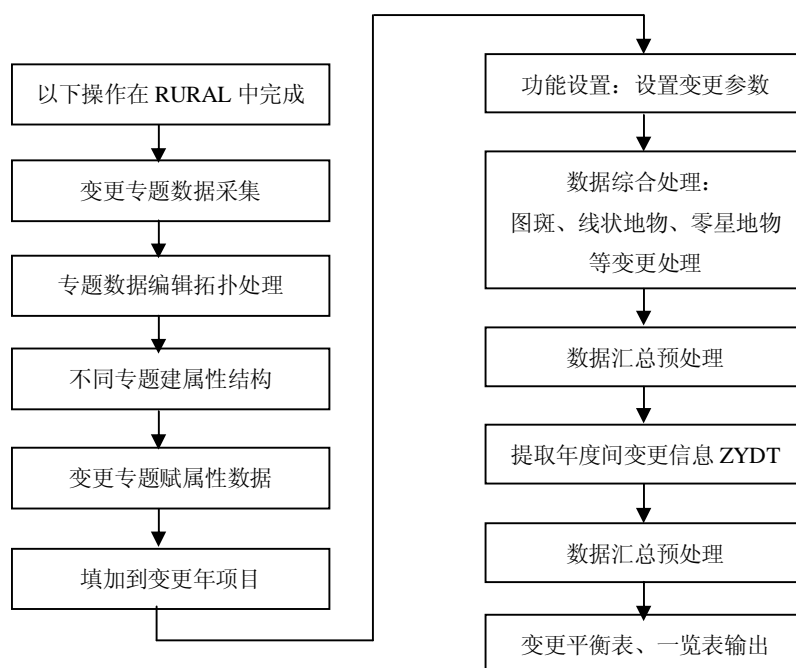 以下操作在 RURAL 中完成
变更专题数据采集
专题数据编辑拓扑处理
不同专题建属性结构
变更专题赋属性数据
填加到变更年项目
功能设置：设置变更参数
数据综合处理：
图斑、线状地物、零星地物
等变更处理
数据汇总预处理
提取年度间变更信息 ZYDT
数据汇总预处理
变更平衡表、一览表输出